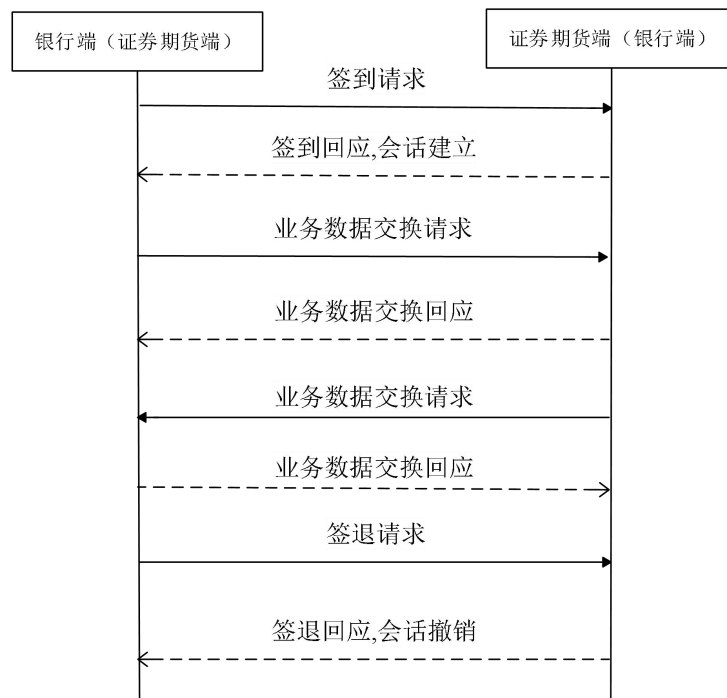 银行端（证券期货端）
证券期货端（银行端）
签到请求
签到回应,会话建立
业务数据交换请求
业务数据交换回应
业务数据交换请求
业务数据交换回应
签退请求
签退回应,会话撤销